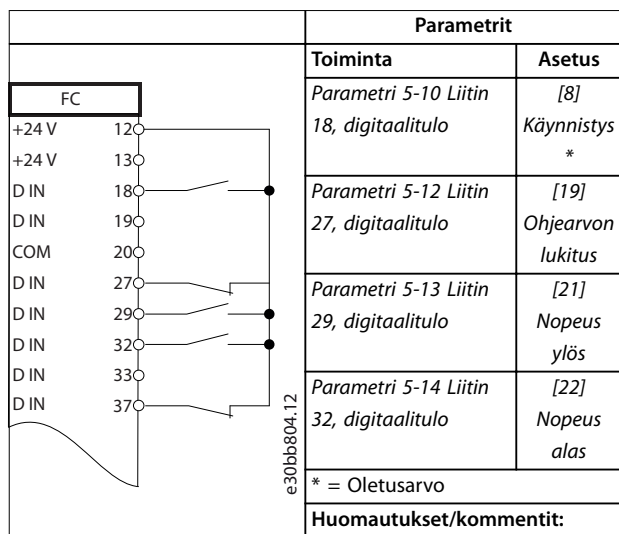 Parametrit
Toiminta Asetus
FC
+24 V 12
+24 V 13
D IN 18
D IN 19
COM 20
D IN 27
D IN 29
D IN 32
D IN 33
D IN 37
e30bb804.12
Parametri 5-10 Liitin
18, digitaalitulo
[8]
Käynnistys
*
Parametri 5-12 Liitin
27, digitaalitulo
[19]
Ohjearvon
lukitus
Parametri 5-13 Liitin
29, digitaalitulo
[21]
Nopeus
ylös
Parametri 5-14 Liitin
32, digitaalitulo
[22]
Nopeus
alas
* = Oletusarvo
Huomautukset/kommentit: